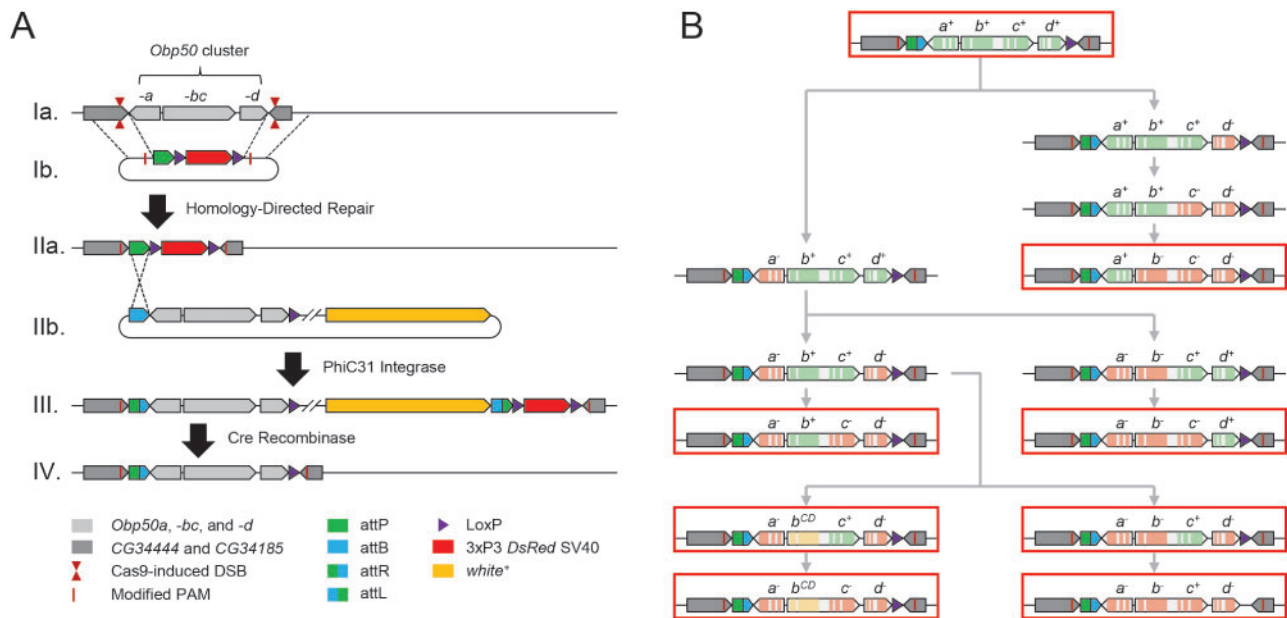 A
Obp50 cluster
-a -bc -d
Ia.
Ib.
Homology-Directed Repair
IIa.
IIb.
PhiC31 Integrase
III.
Cre Recombinase
IV.
Obp50a, -bc, and -d
CG34444 and CG34185
Cas9-induced DSB
Modified PAM
attP
attB
attR
attL
LoxP
3xP3 DsRed SV40
white+
B
a+ b+ c+ d+
a+ b+ c+ d-
a+ b+ c- d-
a+ b- c- d-
a- b+ c+ d+
a- b+ c+ d-
a- b- c+ d+
a- b+ c- d-
a- b- c- d+
a- bCD c+ d-
a- b- c+ d-
a- bCD c- d-
a- b- c- d-